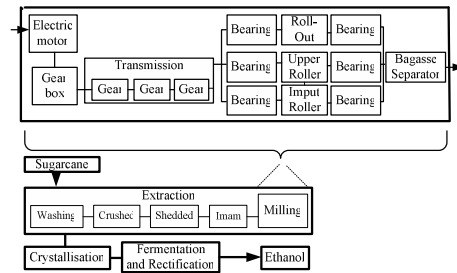 Electric
motor
Gear
box
Transmission
Gear Gear Gear
Bearing Roll-
Out Bearing
Bearing Upper
Roller Bearing
Bearing Imput
Roller Bearing
Bagasse
Separator
Sugarcane
Extraction
Washing Crushed Shedded Imam Milling
Crystallisation
Fermentation
and Rectification
Ethanol